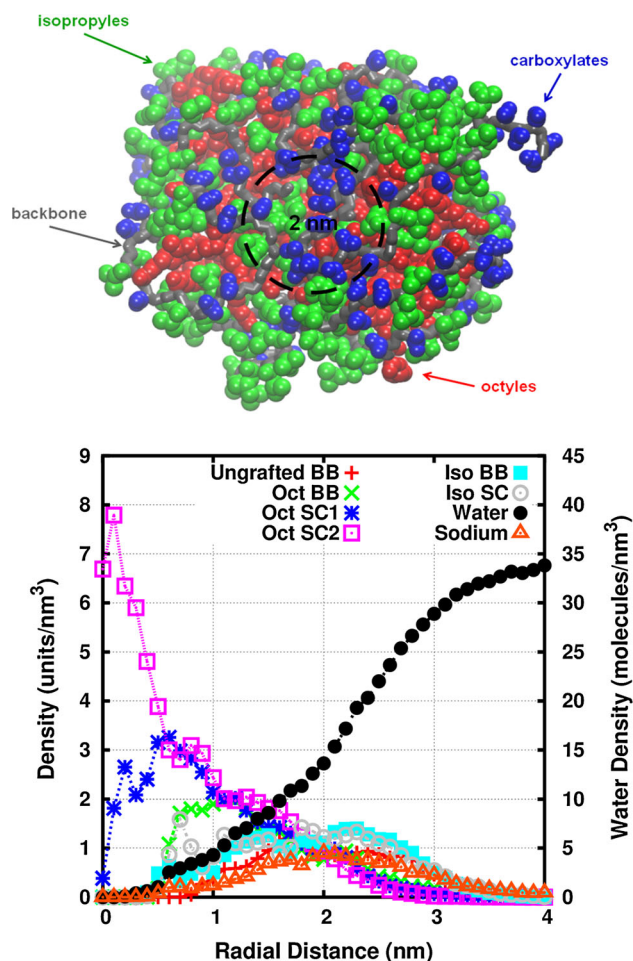 isopropyles
carboxylates
2 nm
backbone
octyles
9 45
Ungrafted BB Iso BB
Oct BB Iso SC
8 40
Oct SC1 Water
Oct SC2 Sodium
7 35
6 30
5 25
4 20
3 15
2 10
1 5
0 0
0 1 2 3 4
Density (units/nm³)
Water Density (molecules/nm³)
Radial Distance (nm)